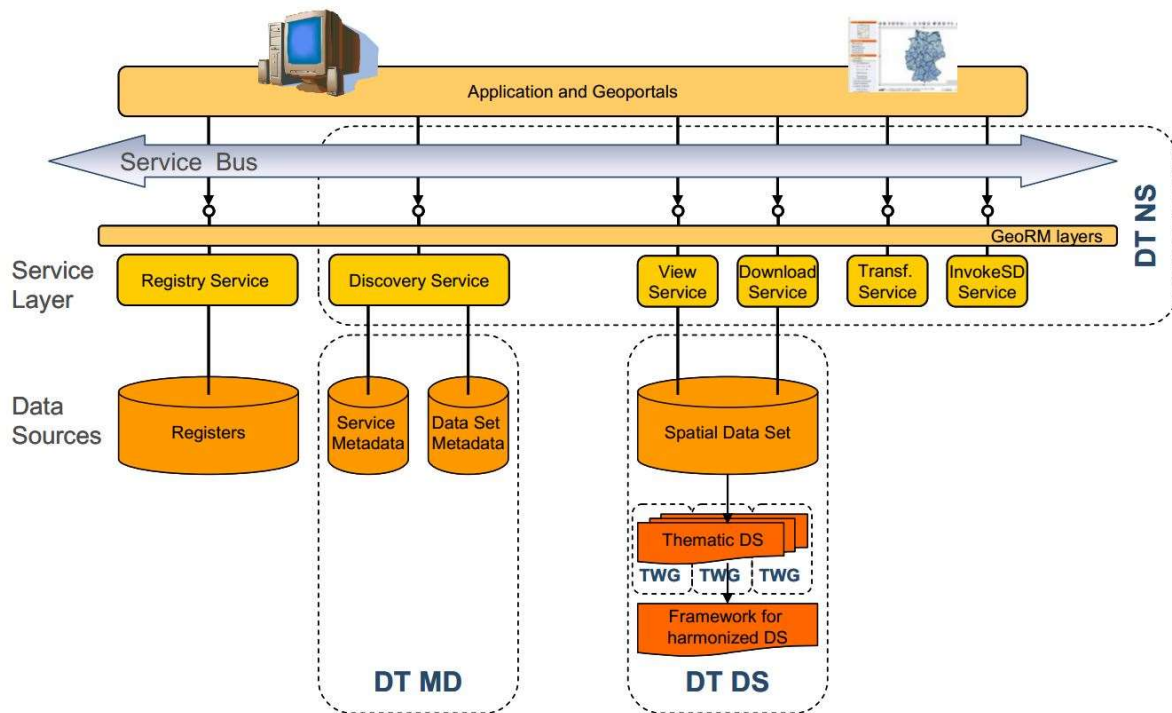 Application and Geoportals
Service Bus
DT NS
GeoRM layers
Service
Layer
Registry Service
Discovery Service
View
Service
Download
Service
Transf.
Service
InvokeSD
Service
Data
Sources
Registers
Service
Metadata
Data Set
Metadata
Spatial Data Set
Thematic DS
TWG
TWG
TWG
Framework for
harmonized DS
DT MD
DT DS